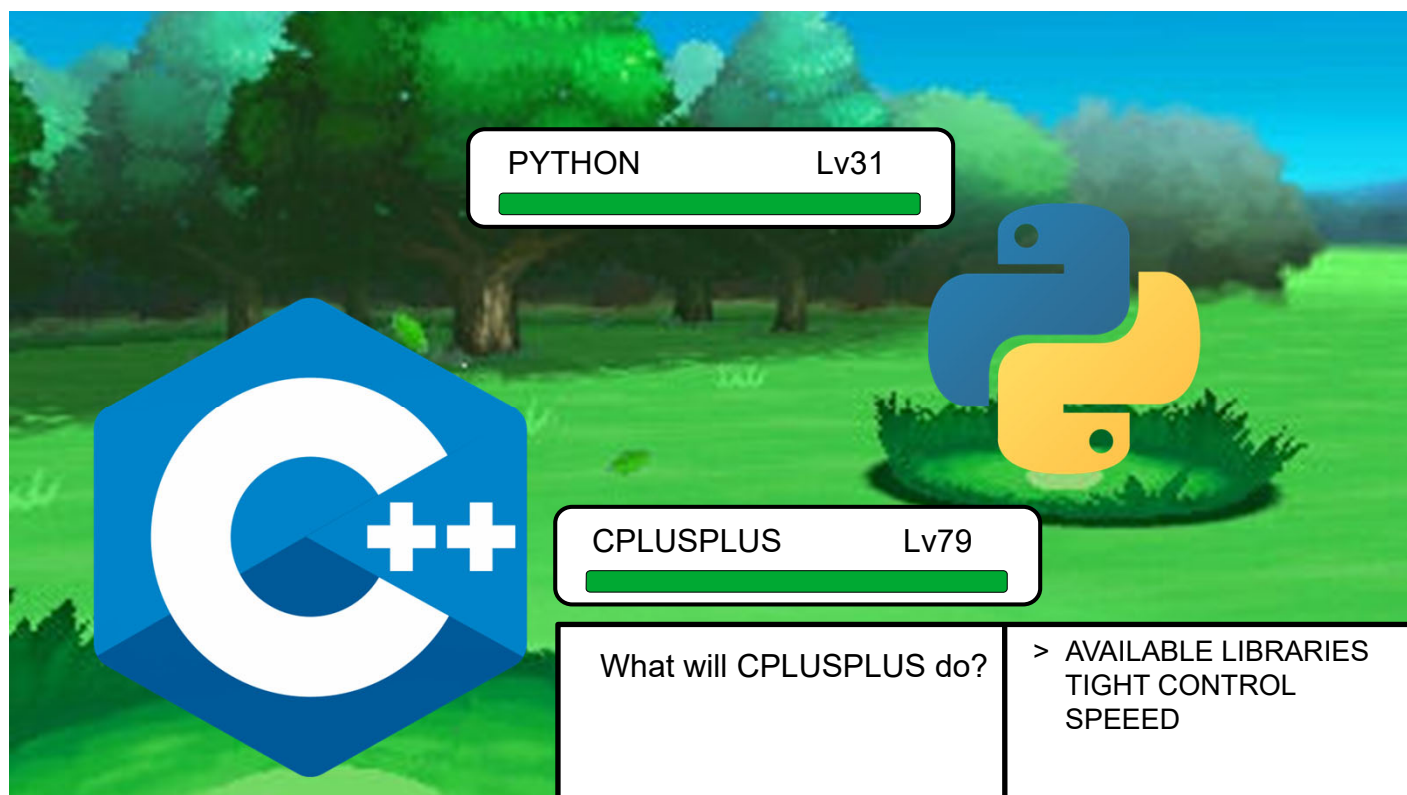 PYTHON Lv31
C++
CPLUSPLUS Lv79
What will CPLUSPLUS do?
> AVAILABLE LIBRARIES
TIGHT CONTROL
SPEEED